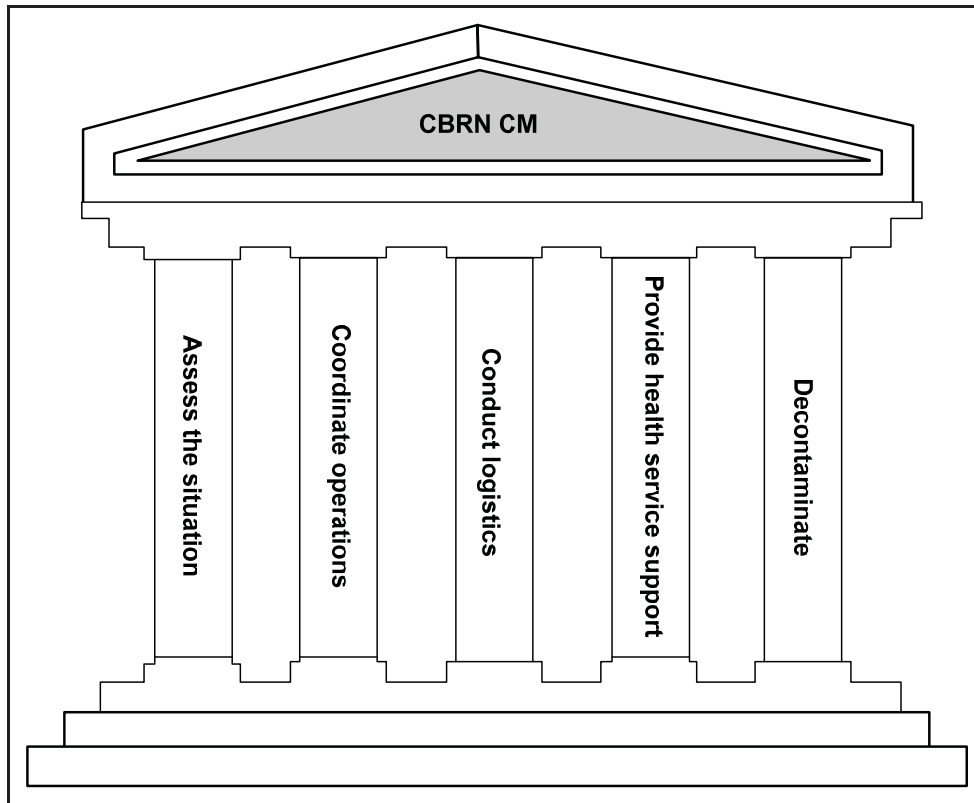 CBRN CM
Assess the situation
Coordinate operations
Conduct logistics
Provide health service support
Decontaminate